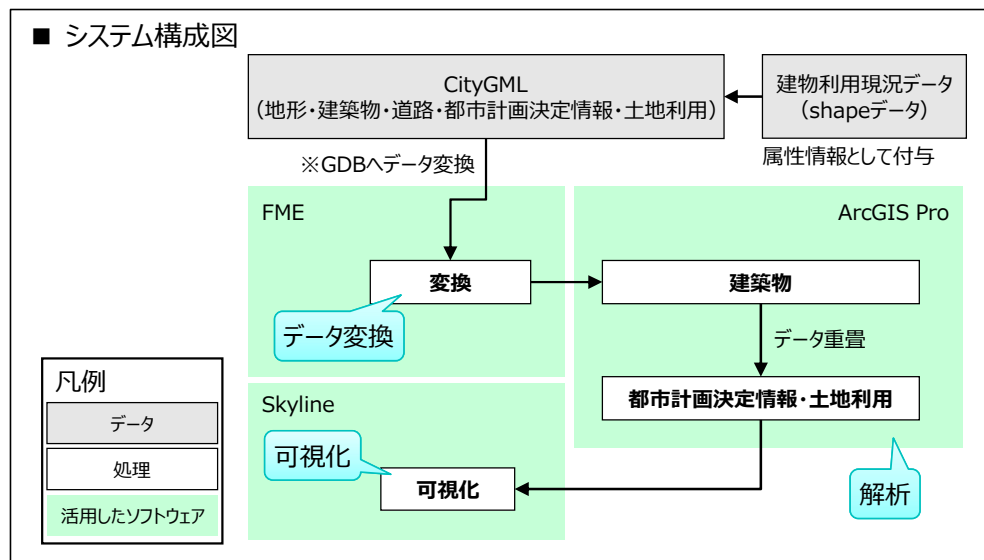 ■ システム構成図
CityGML
（地形・建築物・道路・都市計画決定情報・土地利用）
建物利用現況データ
（shapeデータ）
属性情報として付与
※GDBへデータ変換
FME
ArcGIS Pro
変換
建築物
データ変換
データ重畳
都市計画決定情報・土地利用
Skyline
可視化
可視化
解析
凡例
データ
処理
活用したソフトウェア